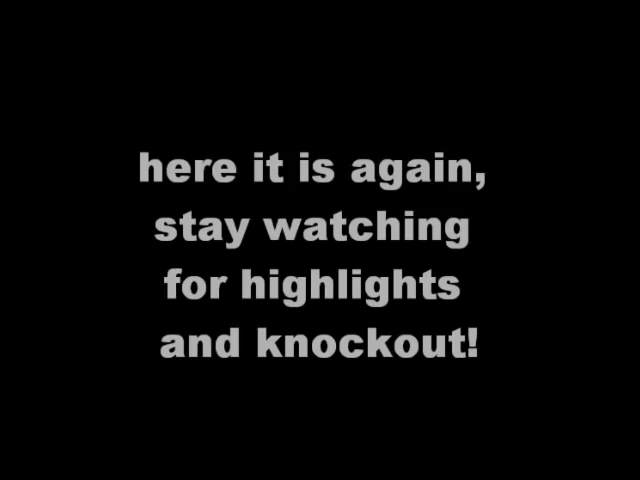 here it is again,
stay watching
for highlights
and knockout!